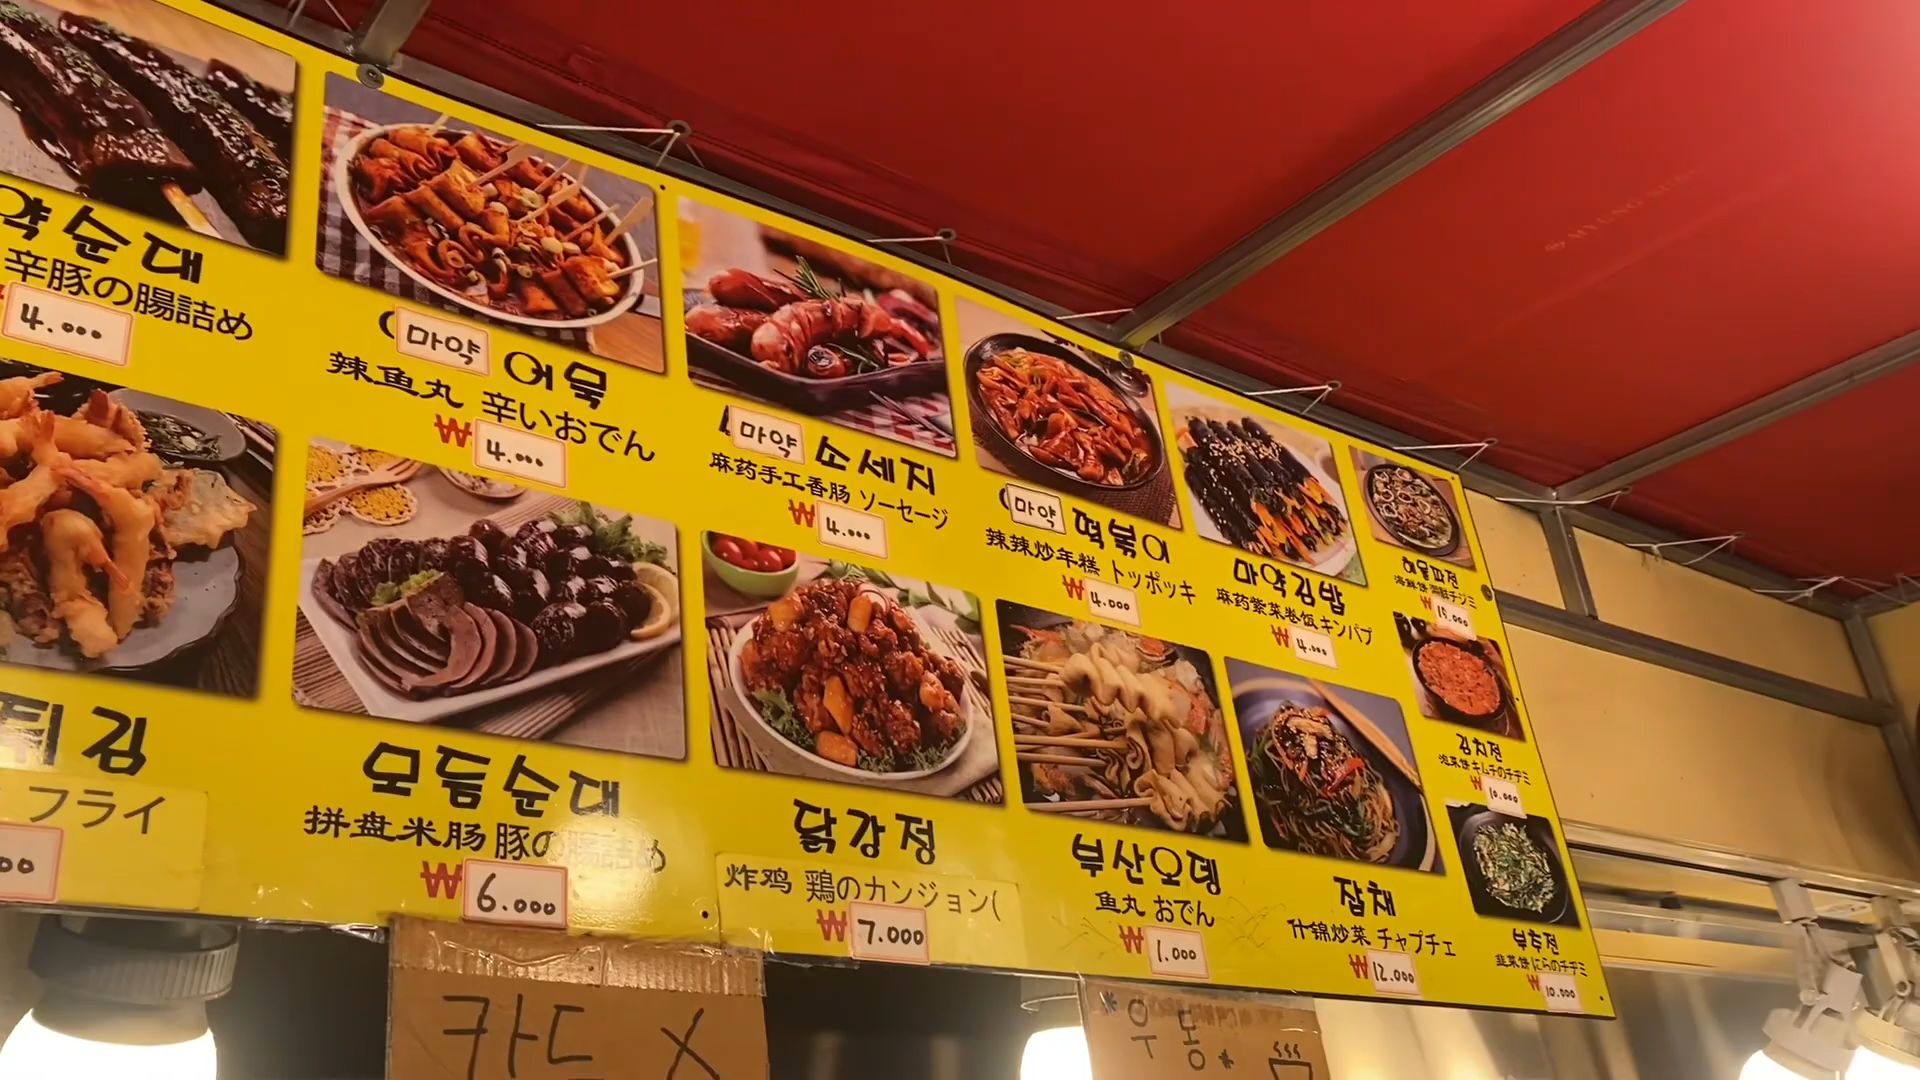 약순대
辛豚の腸詰め
4.000
마약 어묵
辣鱼丸 辛いおでん
₩4.000
마약 소세지
麻药手工香肠 ソーセージ
₩4.000
마약 떡볶이
辣辣炒年糕 トッポッキ
₩4.000
마약김밥
麻药紫菜卷饭 キンパプ
₩4.000
해물파전
海鲜饼 海鮮チヂミ
₩15.000
튀김
フライ
00
모듬순대
拼盘米肠 豚の腸詰め
₩6.000
닭강정
炸鸡 鶏のカンジョン(
₩7.000
부산오뎅
鱼丸 おでん
₩1.000
잡채
什锦炒菜 チャプチェ
₩12.000
김치전
泡菜饼 キムチのチヂミ
₩10.000
부추전
韭菜饼 にらのチヂミ
₩10.000
카드 X
*우동*